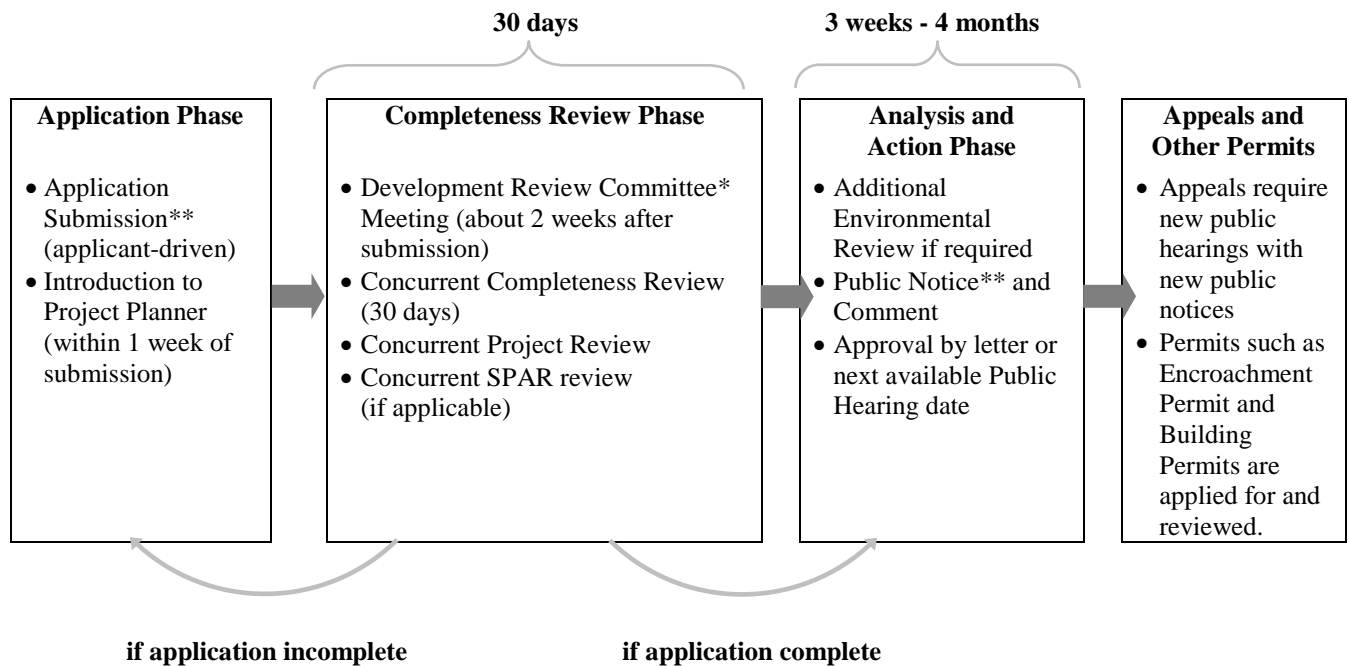 30 days
3 weeks - 4 months
Application Phase
• Application
Submission**
(applicant-driven)
• Introduction to
Project Planner
(within 1 week of
submission)
Completeness Review Phase
• Development Review Committee*
Meeting (about 2 weeks after
submission)
• Concurrent Completeness Review
(30 days)
• Concurrent Project Review
• Concurrent SPAR review
(if applicable)
Analysis and
Action Phase
• Additional
Environmental
Review if required
• Public Notice** and
Comment
• Approval by letter or
next available Public
Hearing date
Appeals and
Other Permits
• Appeals require
new public
hearings with
new public
notices
• Permits such as
Encroachment
Permit and
Building
Permits are
applied for and
reviewed.
if application incomplete
if application complete